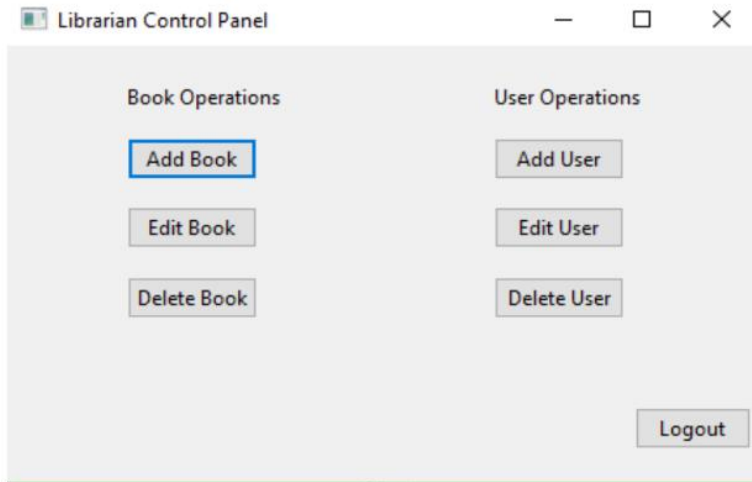 Librarian Control Panel
Book Operations
User Operations
Add Book
Add User
Edit Book
Edit User
Delete Book
Delete User
Logout